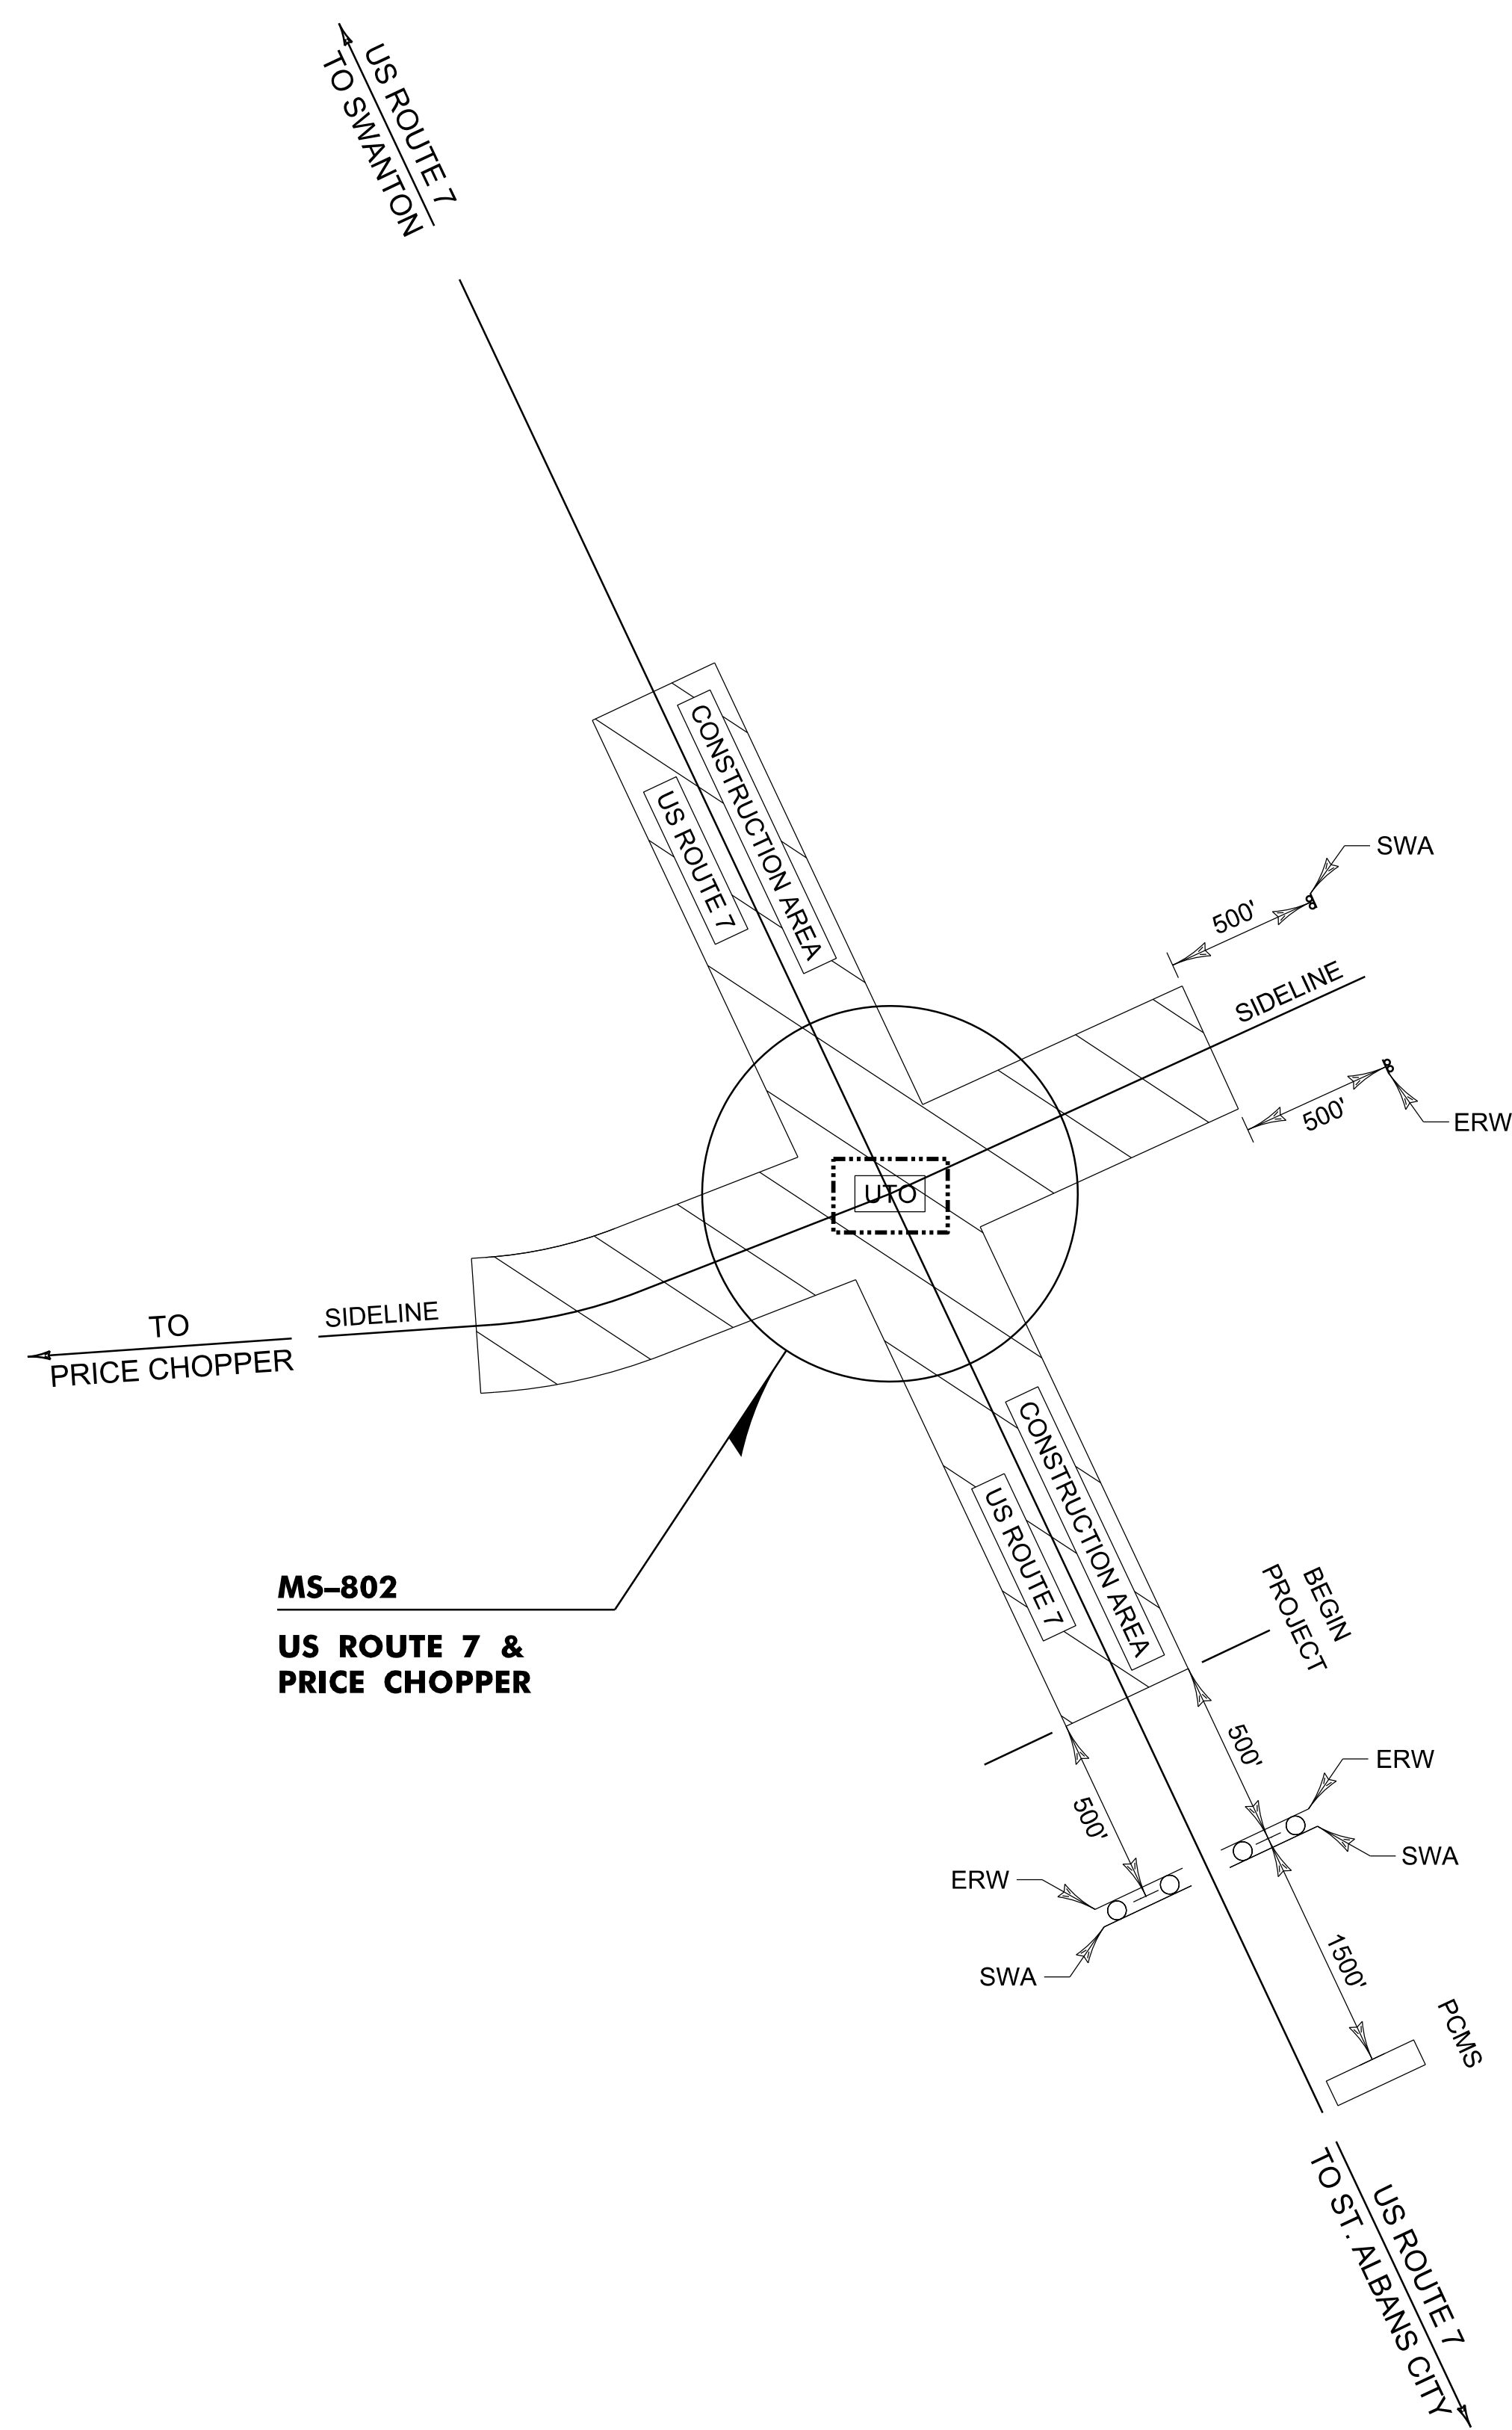 US ROUTE 7
TO SWANTON
CONSTRUCTION AREA
US ROUTE 7
SWA
500'
SIDELINE
500'
ERW
UTO
SIDELINE
TO
PRICE CHOPPER
CONSTRUCTION AREA
US ROUTE 7
MS–802
US ROUTE 7 &
PRICE CHOPPER
BEGIN
PROJECT
500'
ERW
500'
SWA
ERW
SWA
1500'
PCMS
US ROUTE 7
TO ST. ALBANS CITY